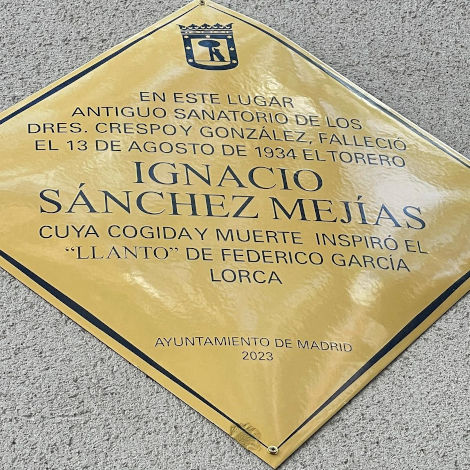 EN ESTE LUGAR
ANTIGUO SAÑATORIO DE LOS
DRES. CRESPO Y GONZÁLEZ, FALLECIÓ
EL 13 DE AGOSTO DE 1934 EL TORERO
IGNACIO
SÁNCHEZ MEJÍAS
CUYA COGIDA Y MUERTE INSPIRÓ EL
“LLANTO” DE FEDERICO GARCÍA
LORCA
AYUNTAMIENTO DE MADRID
2023